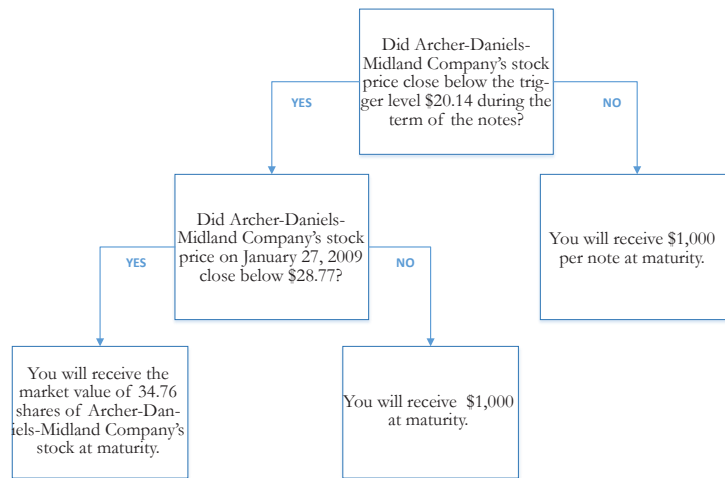 Did Archer-Daniels-
Midland Company's stock
price close below the trig-
ger level $20.14 during the
term of the notes?
YES
NO
Did Archer-Daniels-
Midland Company's stock
price on January 27, 2009
close below $28.77?
You will receive $1,000
per note at maturity.
YES
NO
You will receive the
market value of 34.76
shares of Archer-Dan-
iels-Midland Company's
stock at maturity.
You will receive $1,000
at maturity.